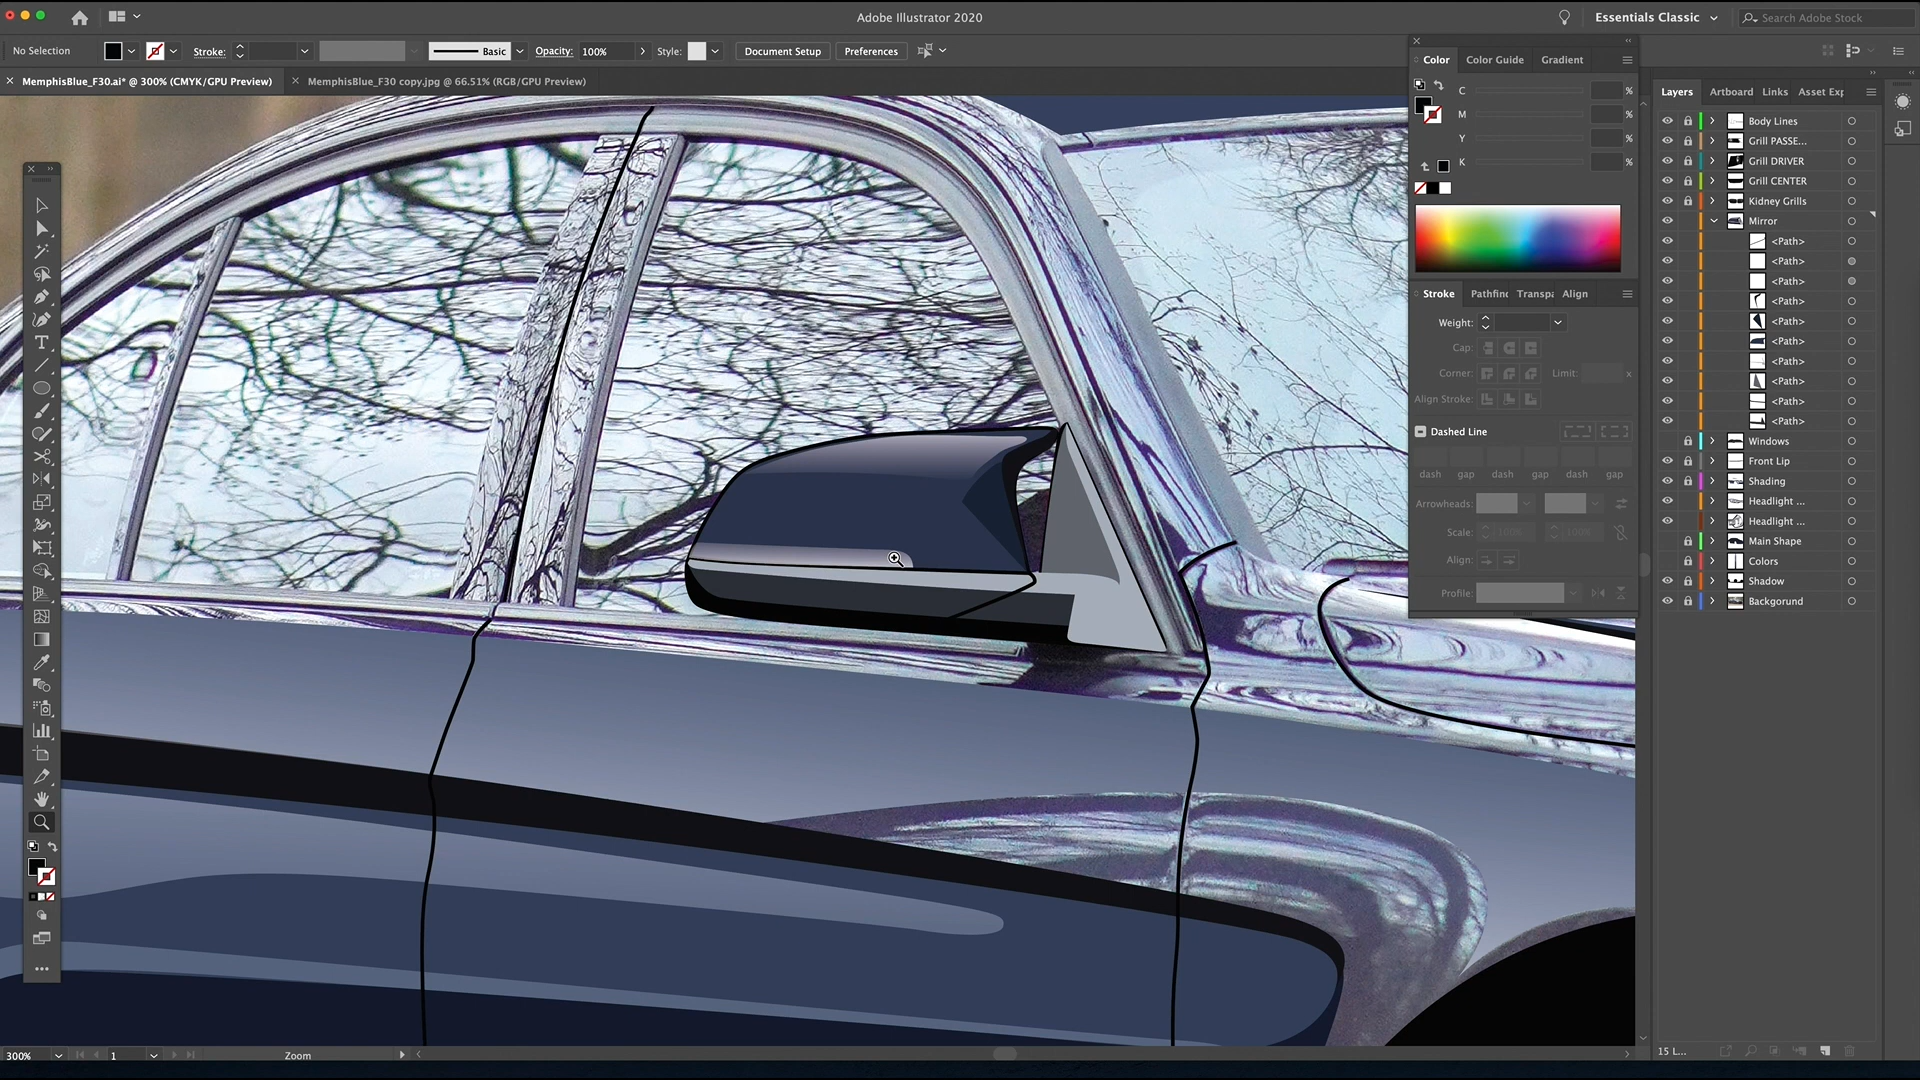 Adobe Illustrator 2020
Essentials Classic
Search Adobe Stock
No Selection
Stroke:
Basic
Opacity:
100%
Style:
Document Setup
Preferences
MemphisBlue_F30.ai* @ 300% (CMYK/GPU Preview)
MemphisBlue_F30 copy.jpg @ 66.51% (RGB/GPU Preview)
Color
Color Guide
Gradient
C %
M %
Y %
K %
Stroke
Pathfinc
Transpa
Align
Weight:
Cap:
Corner:
Limit: x
Align Stroke:
Dashed Line
dash gap dash gap dash gap
Arrowheads:
Scale: 100% 100%
Align:
Profile:
Layers
Artboard
Links
Asset Exp
Body Lines
Grill PASSE...
Grill DRIVER
Grill CENTER
Kidney Grills
Mirror
<Path>
<Path>
<Path>
<Path>
<Path>
<Path>
<Path>
<Path>
<Path>
<Path>
Windows
Front Lip
Shading
Headlight ...
Headlight ...
Main Shape
Colors
Shadow
Backgorund
15 L...
300%
1
Zoom